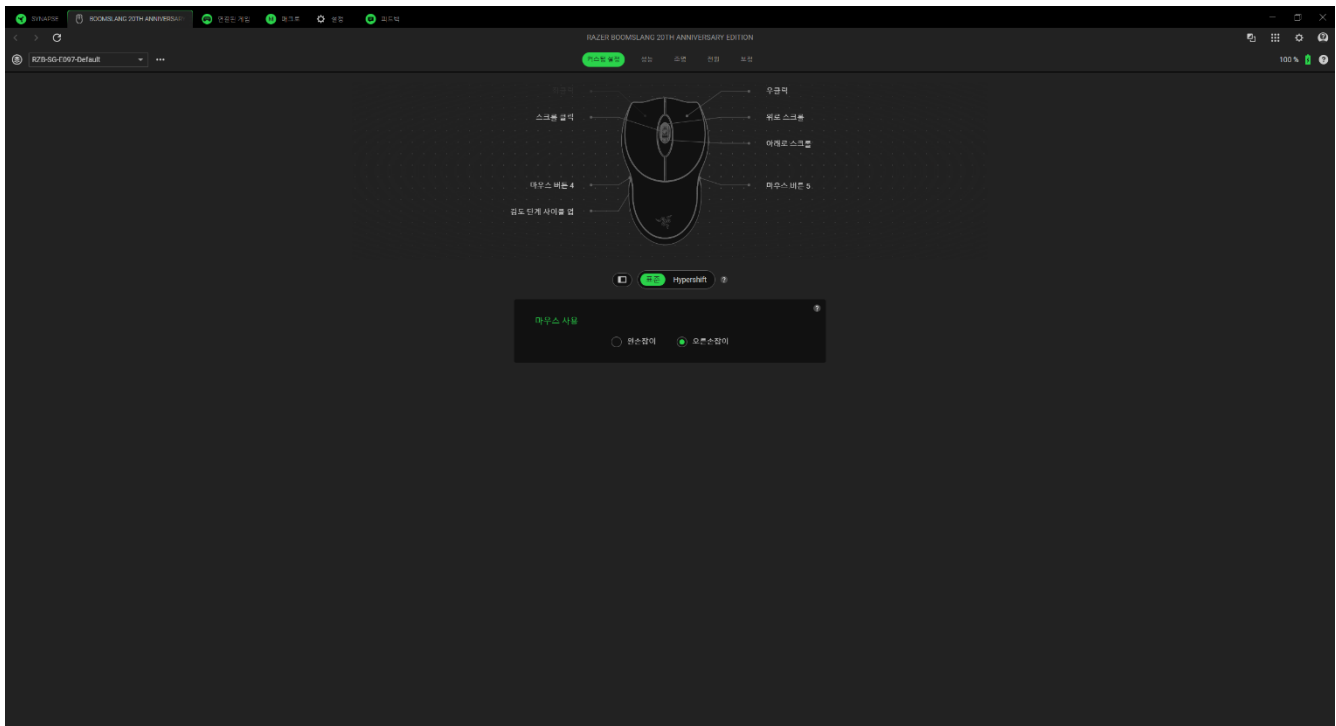 SYNAPSE BOOMSLANG 20TH ANNIVERSARY 연결된 게임 매크로 설정 피드백
RAZER BOOMSLANG 20TH ANNIVERSARY EDITION
RZB-SG-E097-Default 커스텀 설정 성능 조명 전원 보정 100 %
좌클릭 우클릭
스크롤 클릭 위로 스크롤
아래로 스크롤
마우스 버튼 4 마우스 버튼 5
감도 단계 사이클 업
표준 Hypershift
마우스 사용
왼손잡이 오른손잡이